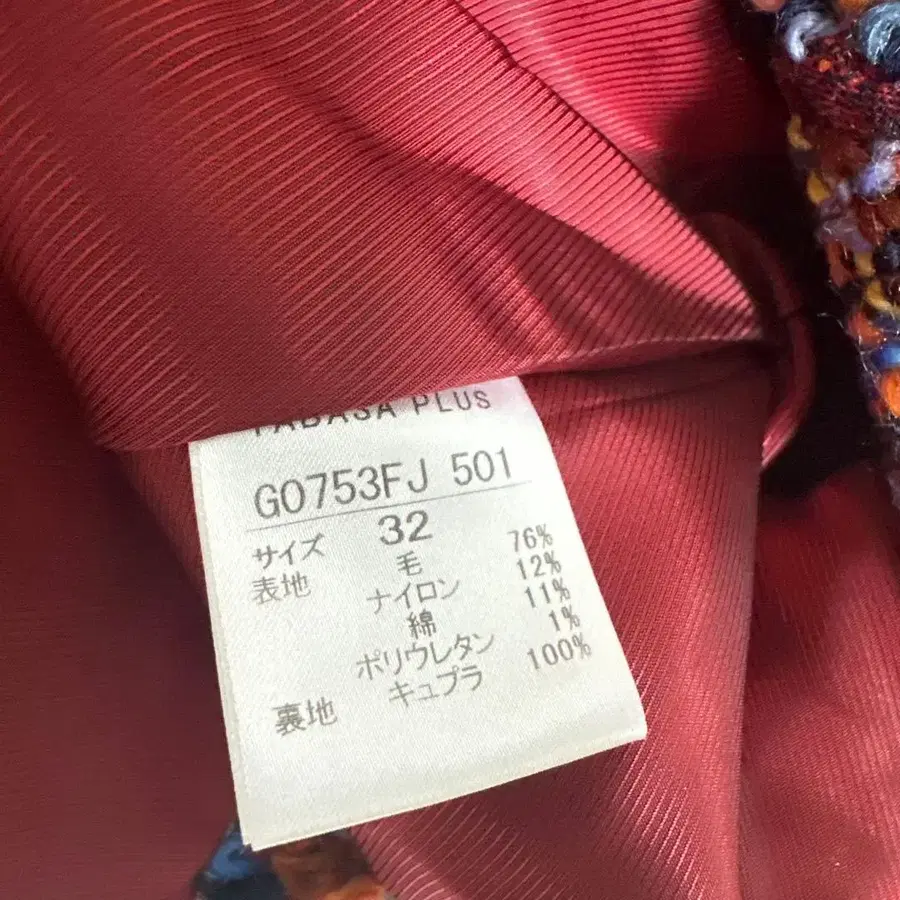 TABASA PLUS
G0753FJ 501
サイズ 32
表地 毛 76%
ナイロン 12%
綿 11%
ポリウレタン 1%
裏地 キュプラ 100%